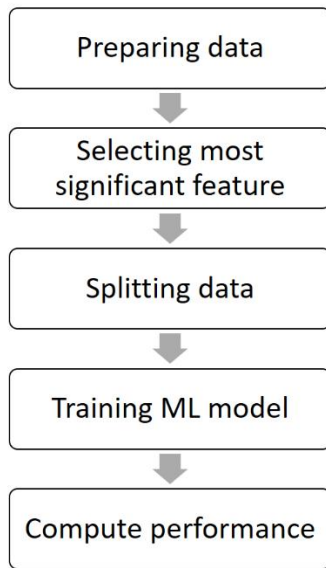 Preparing data
Selecting most
significant feature
Splitting data
Training ML model
Compute performance